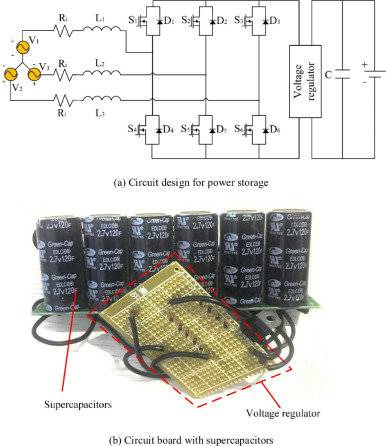 S₁ D₁ S₂ D₂ S₃ D₃
R₁ L₁
V₁
R₂ L₂
V₃
V₂
R₃ L₃
S₄ D₄ S₅ D₅ S₆ D₆
Voltage regulator
C
+
-
(a) Circuit design for power storage
Green-Cap
EDLC(DB)
2.7v120F
Supercapacitors
Voltage regulator
(b) Circuit board with supercapacitors